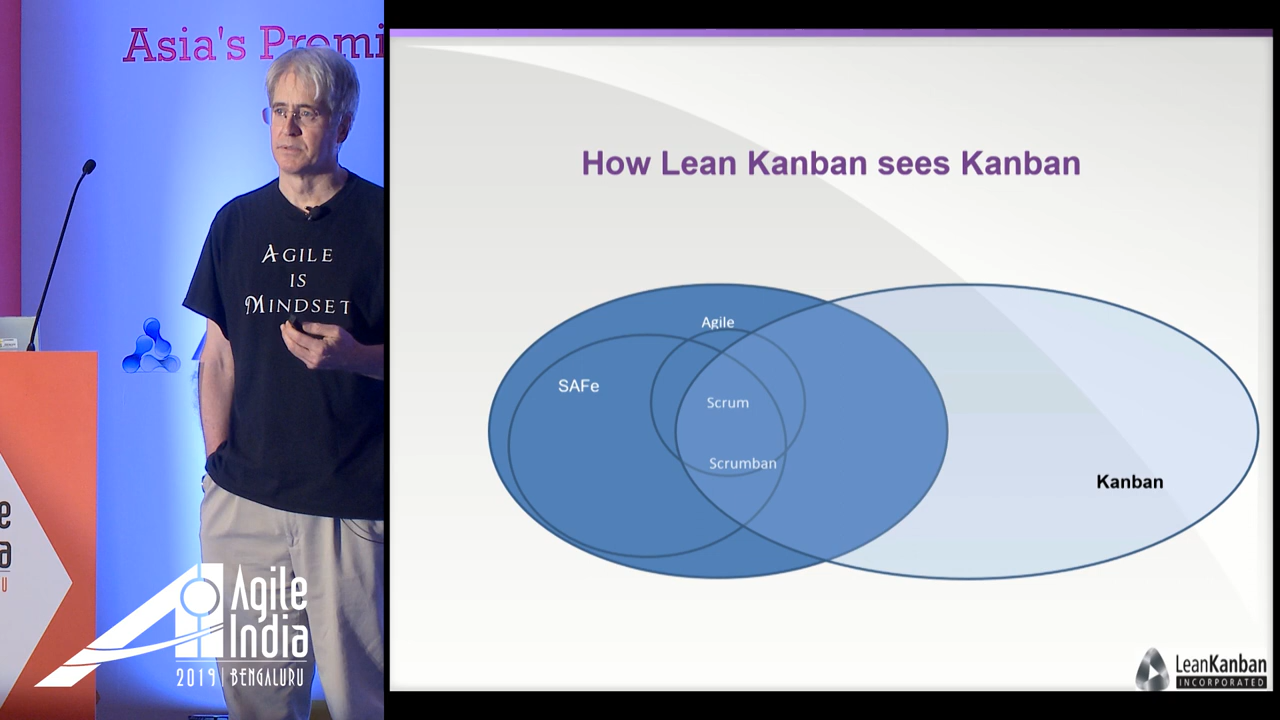 Asia's Premi
AGILE
IS
MINDSET
Agile
India
2019 | BENGALURU
How Lean Kanban sees Kanban
Agile
SAFe
Scrum
Scrumban
Kanban
LeanKanban
INCORPORATED